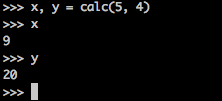 >>> x, y = calc(5, 4)
>>> x
9
>>> y
20
>>>